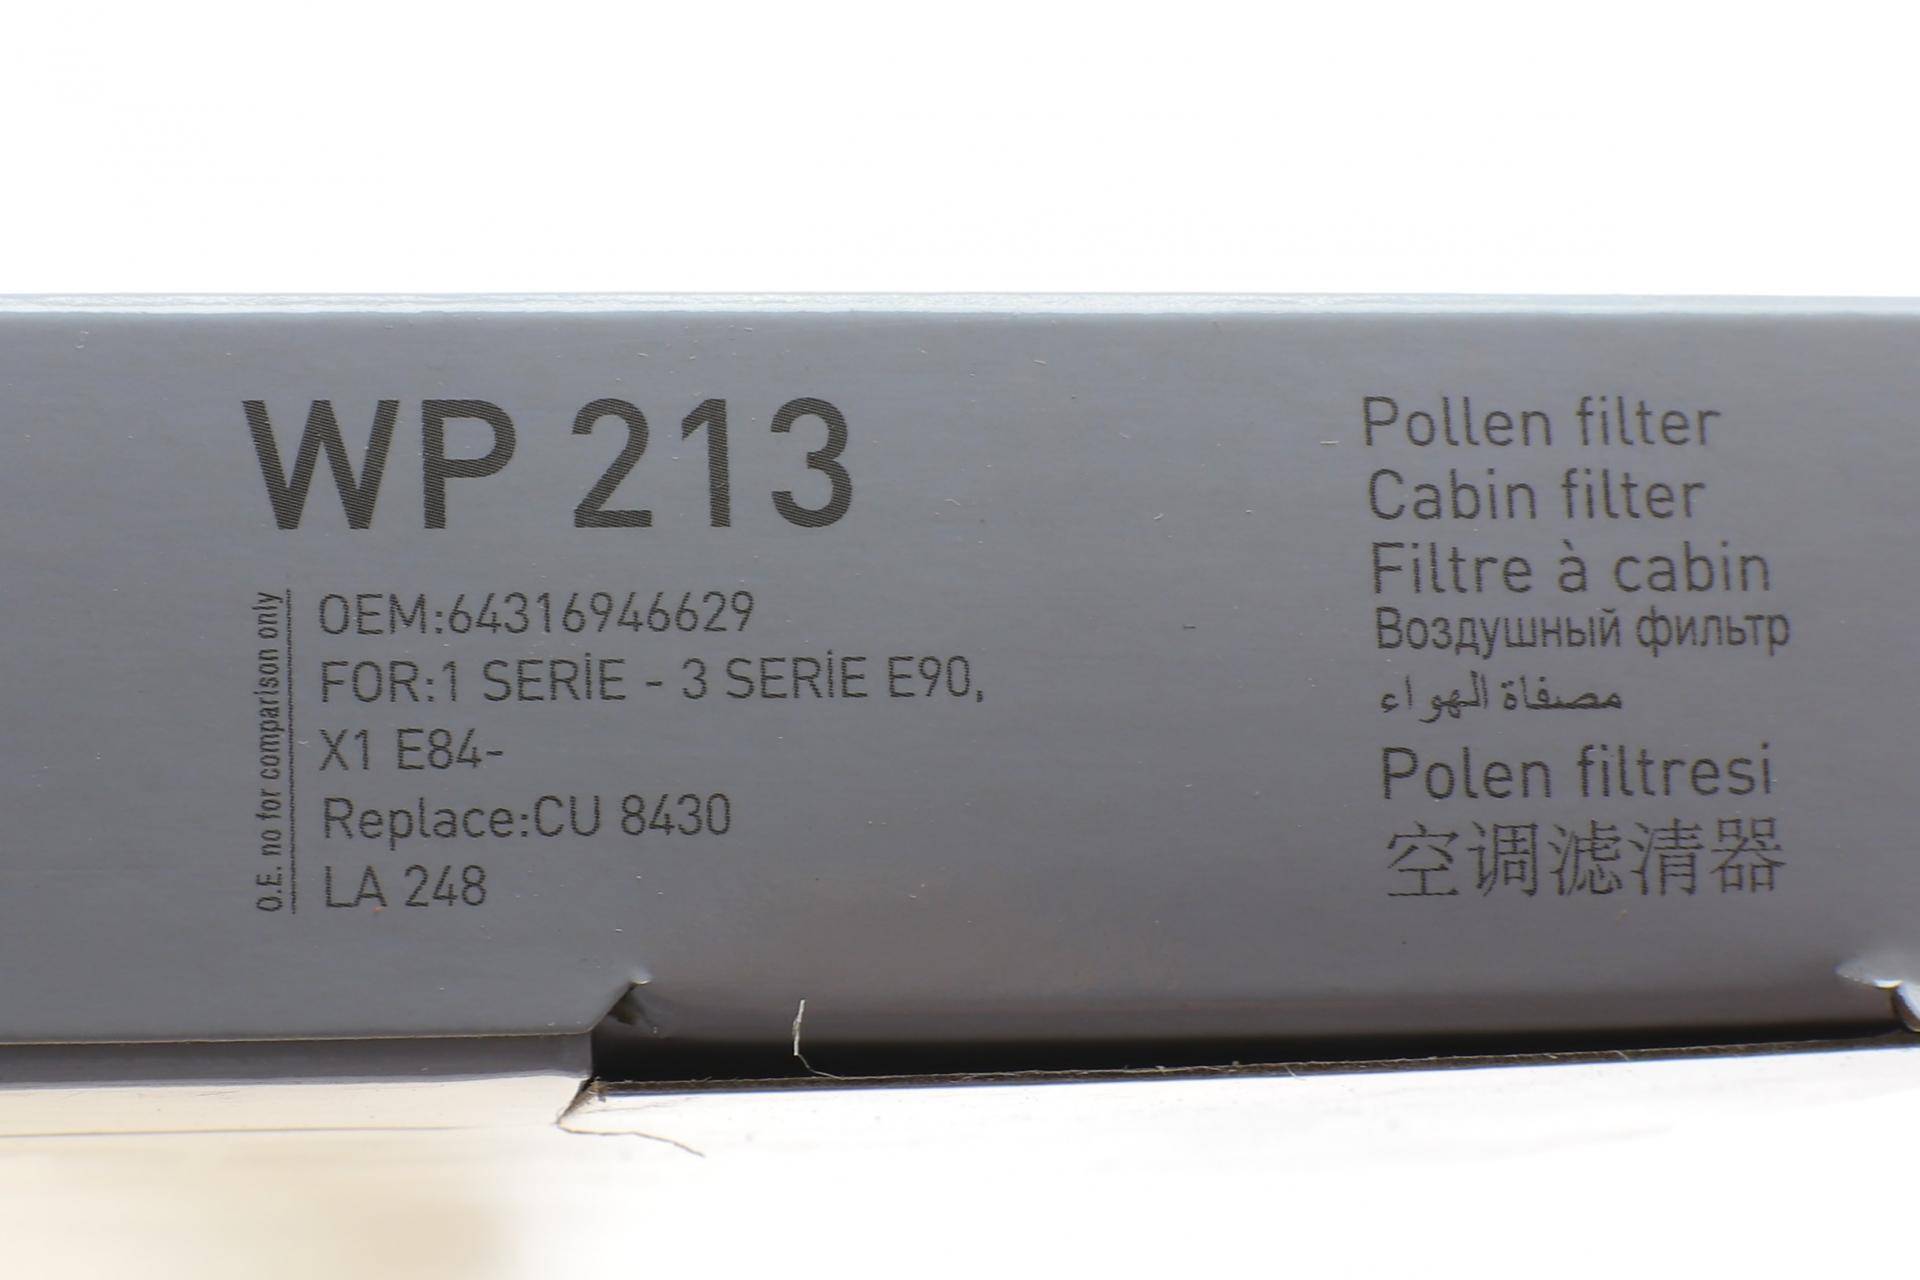 WP 213
O.E. no for comparison only
OEM:64316946629
FOR:1 SERİE - 3 SERİE E90,
X1 E84-
Replace:CU 8430
LA 248
Pollen filter
Cabin filter
Filtre à cabin
Воздушный фильтр
مصفاة الهواء
Polen filtresi
空调滤清器